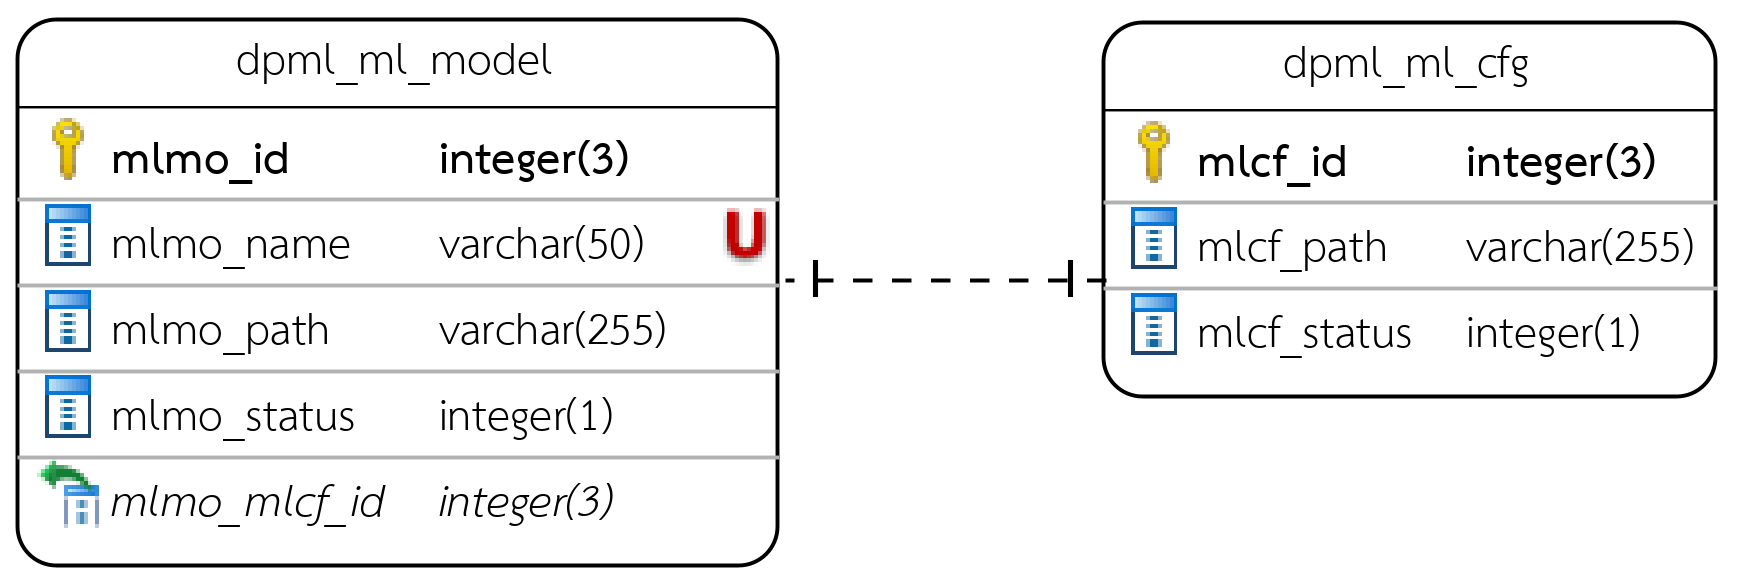 dpml_ml_model
mlmo_id integer(3)
mlmo_name varchar(50) U
mlmo_path varchar(255)
mlmo_status integer(1)
mlmo_mlcf_id integer(3)
dpml_ml_cfg
mlcf_id integer(3)
mlcf_path varchar(255)
mlcf_status integer(1)